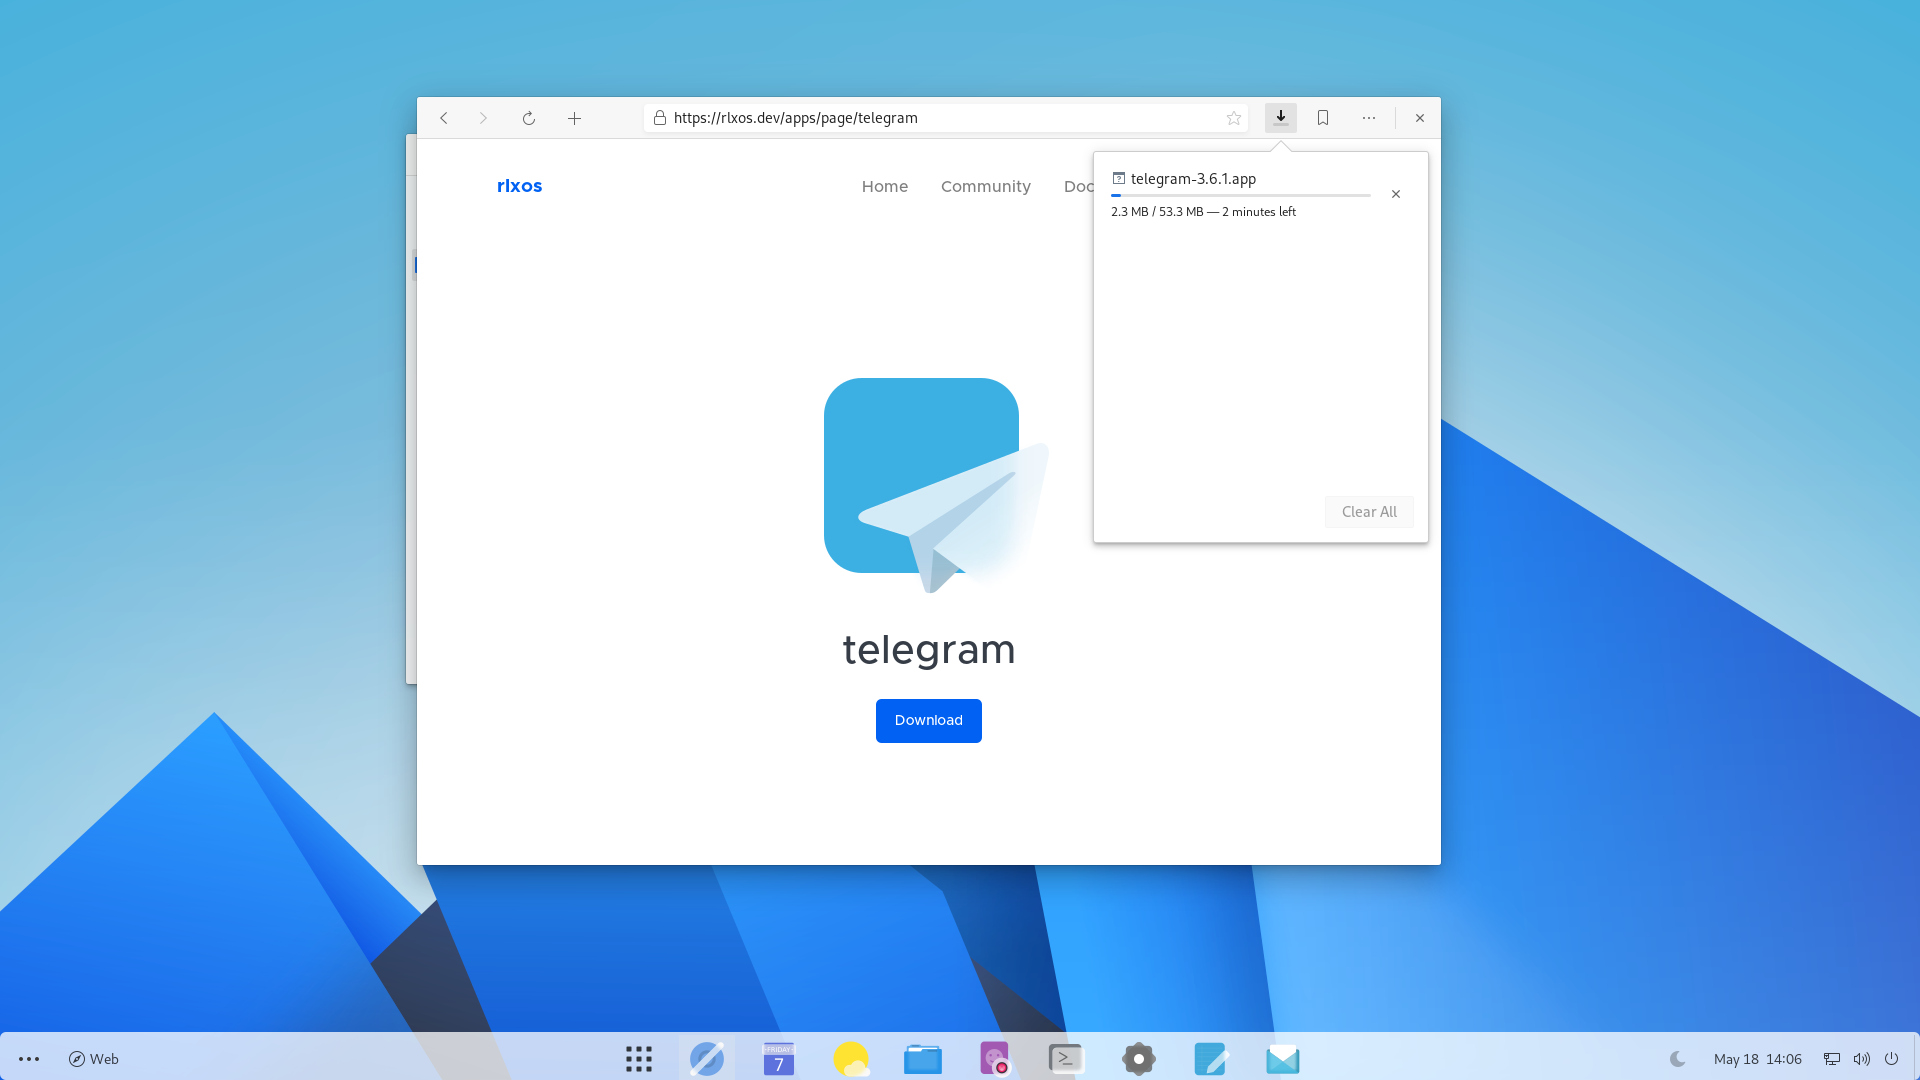 https://rlxos.dev/apps/page/telegram
rlxos
Home
Community
Doc
telegram-3.6.1.app
2.3 MB / 53.3 MB — 2 minutes left
Clear All
telegram
Download
Web
FRIDAY
7
May 18 14:06